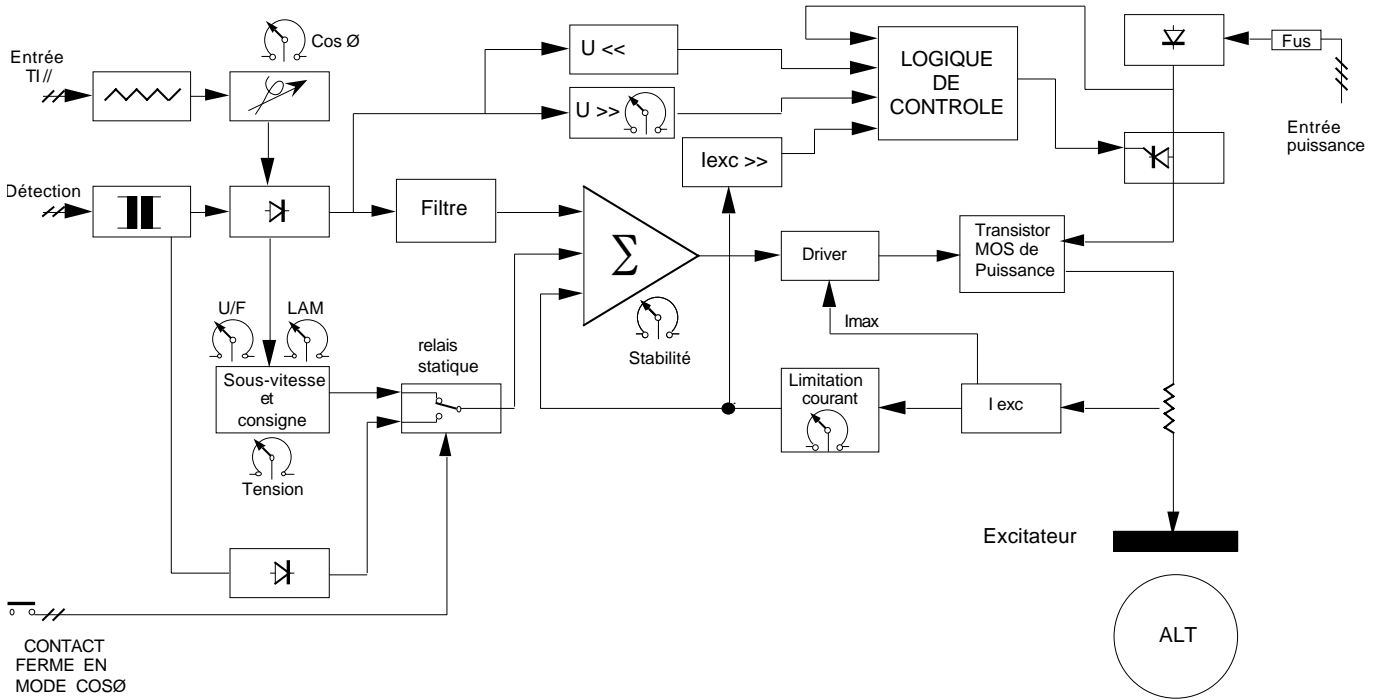 Cos Ø
Entrée
TI //
U <<
U >>
LOGIQUE
DE
CONTROLE
Fus
Entrée
puissance
Iexc >>
Détection
Filtre
Σ
Driver
Transistor
MOS de
Puissance
U/F
LAM
Imax
Stabilité
relais
statique
Sous-vitesse
et
consigne
Limitation
courant
I exc
Tension
Excitateur
ALT
CONTACT
FERME EN
MODE COSØ